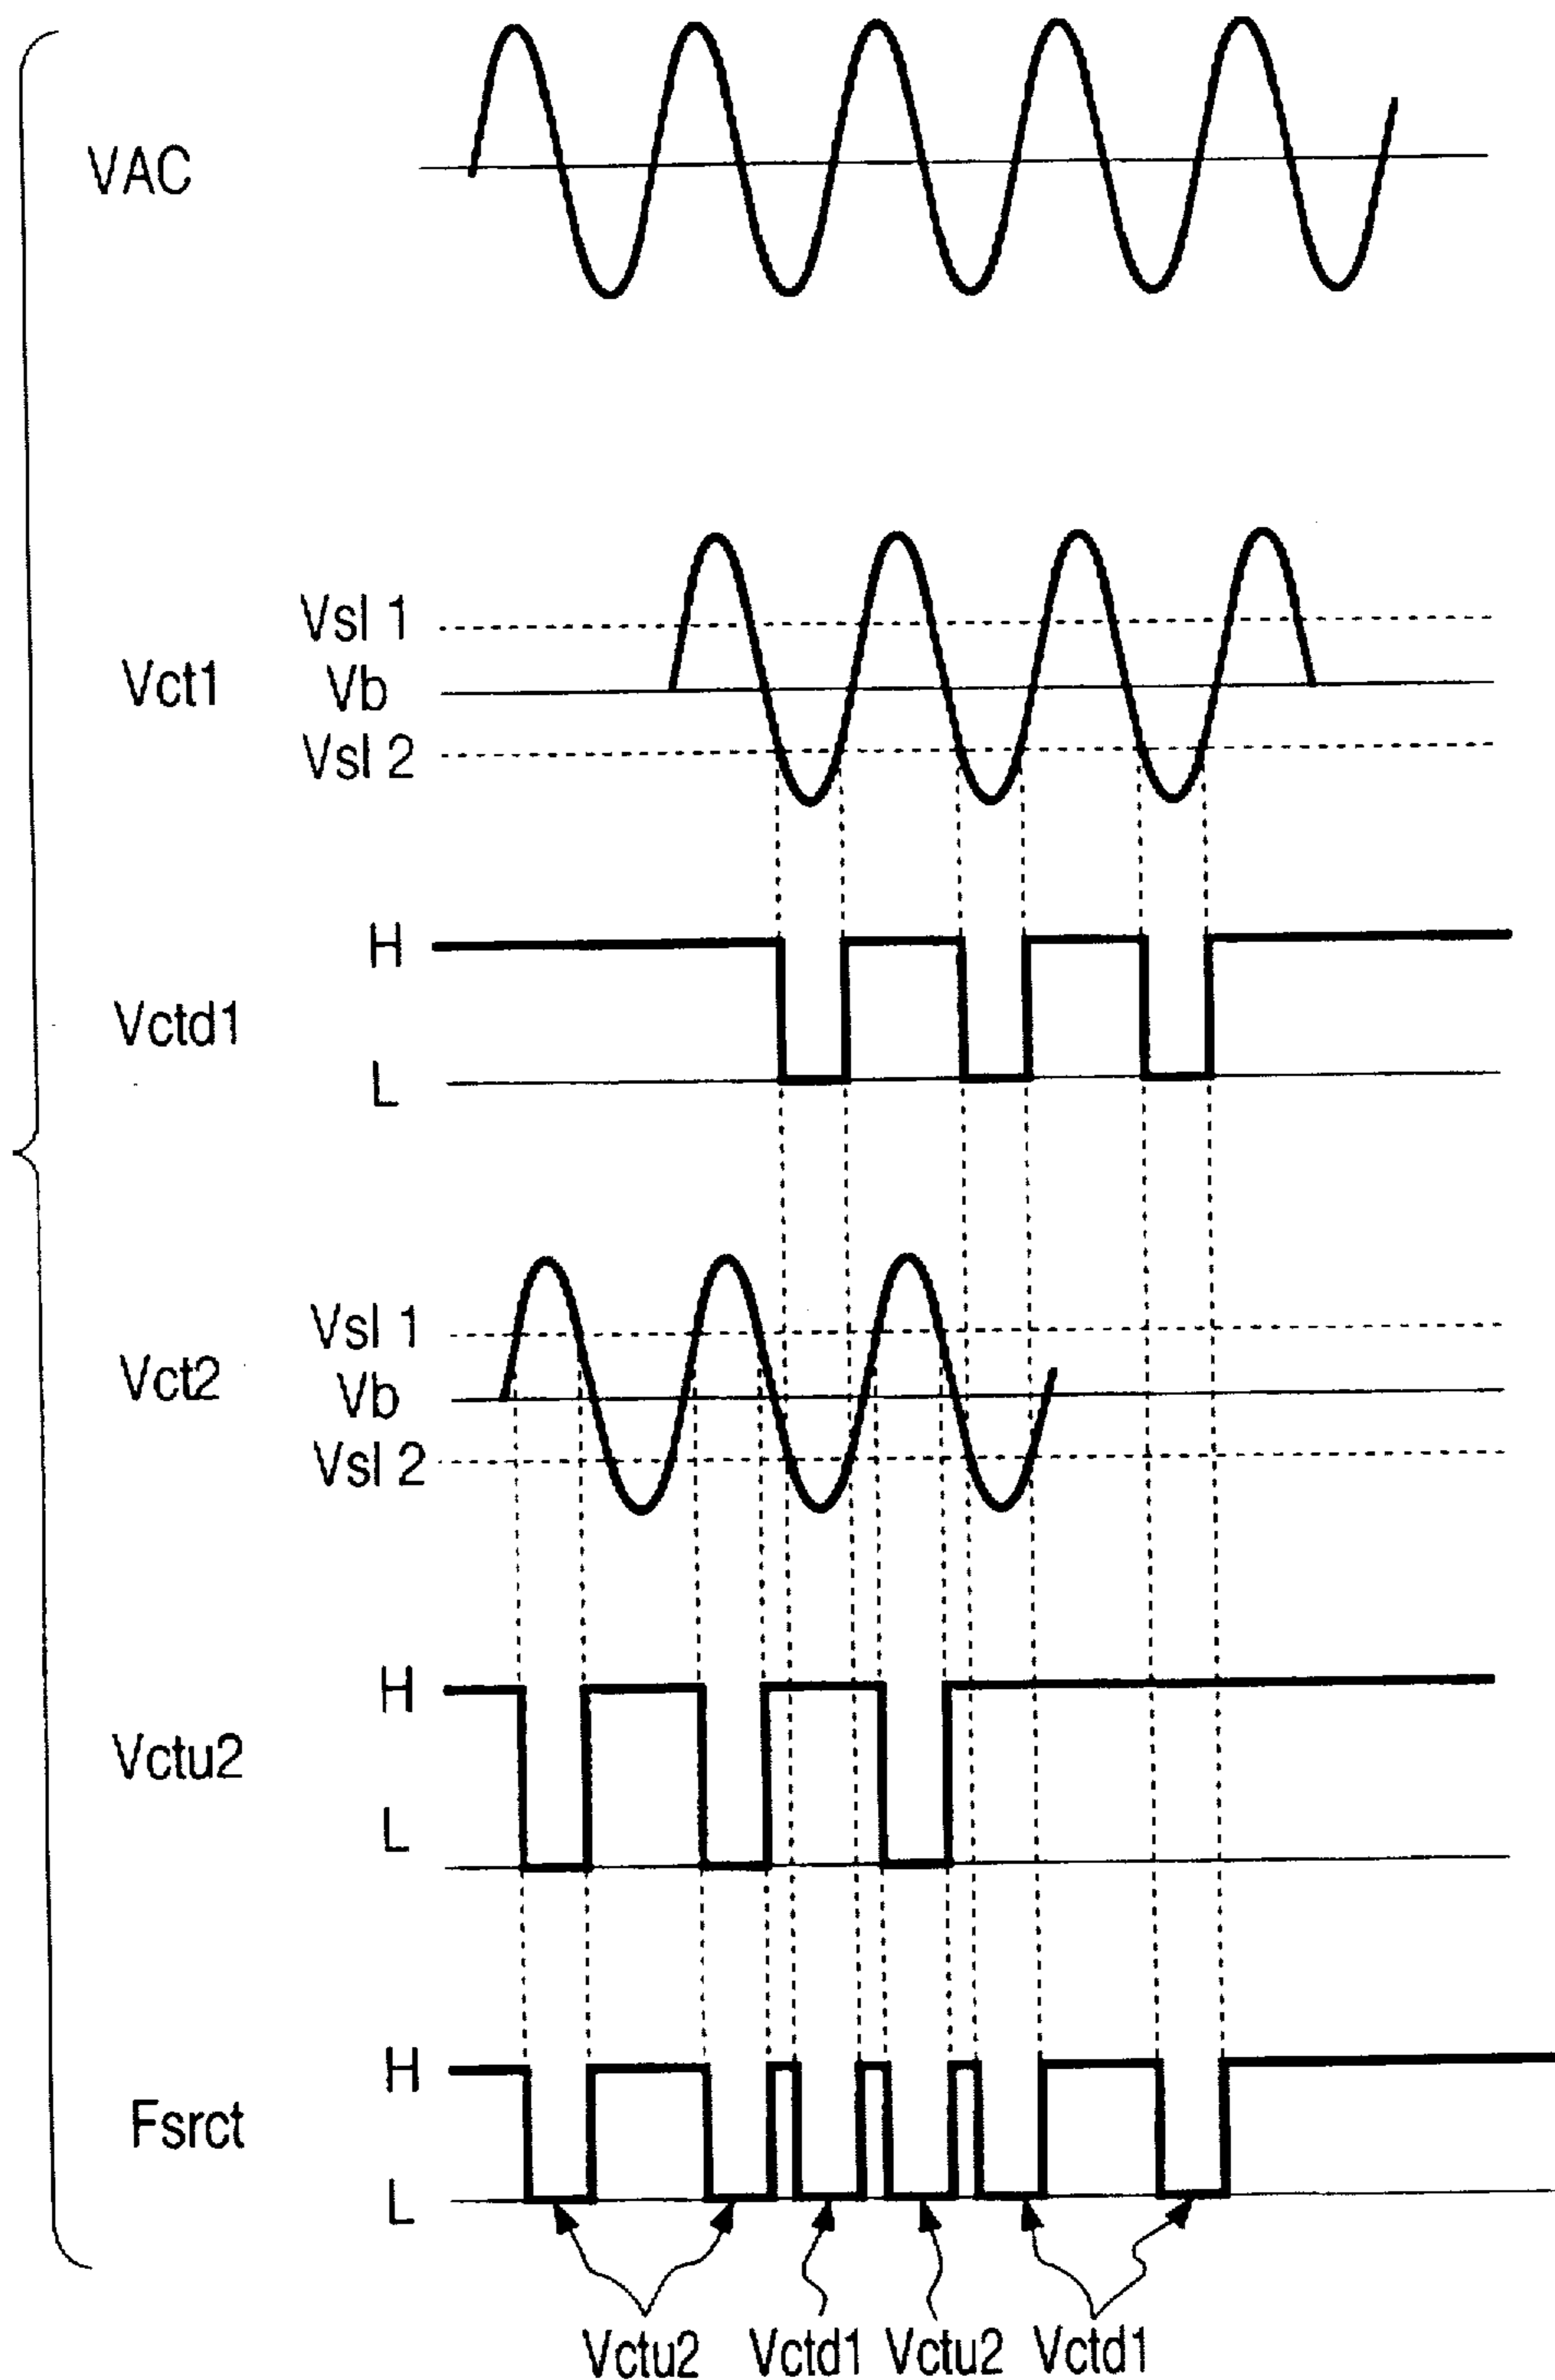 VAC
Vsl 1
Vct1 Vb
Vsl 2
H
Vctd1
L
Vsl 1
Vct2 Vb
Vsl 2
H
Vctu2
L
H
Fsrct
L
Vctu2 Vctd1 Vctu2 Vctd1